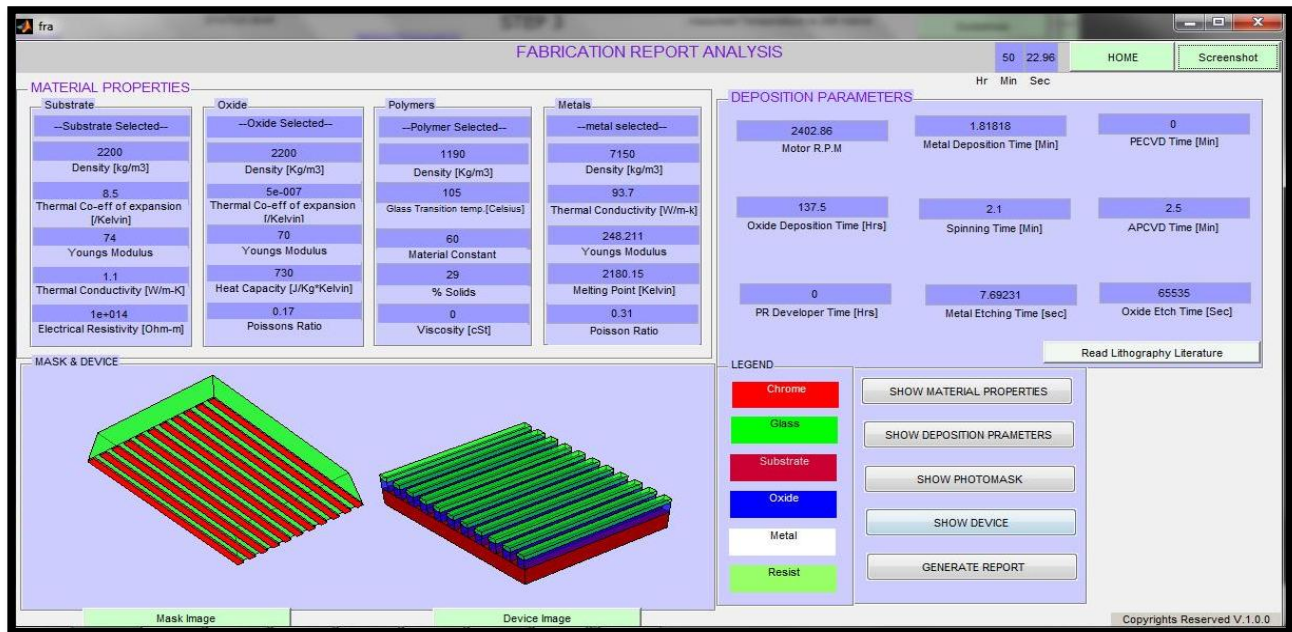 fra
STEP 3
FABRICATION REPORT ANALYSIS
50 22.96
Hr Min Sec
HOME
Screenshot
MATERIAL PROPERTIES
Substrate
--Substrate Selected--
2200
Density [kg/m3]
8.5
Thermal Co-eff of expansion
[/Kelvin]
74
Youngs Modulus
1.1
Thermal Conductivity [W/m-K]
1e+014
Electrical Resistivity [Ohm-m]
Oxide
--Oxide Selected--
2200
Density [Kg/m3]
5e-007
Thermal Co-eff of expansion
[/Kelvin]
70
Youngs Modulus
730
Heat Capacity [J/Kg*Kelvin]
0.17
Poissons Ratio
Polymers
--Polymer Selected--
1190
Density [Kg/m3]
105
Glass Transition temp.[Celsius]
60
Material Constant
29
% Solids
0
Viscosity [cSt]
Metals
--metal selected--
7150
Density [kg/m3]
93.7
Thermal Conductivity [W/m-k]
248.211
Youngs Modulus
2180.15
Melting Point [Kelvin]
0.31
Poisson Ratio
DEPOSITION PARAMETERS
2402.86
Motor R.P.M
1.81818
Metal Deposition Time [Min]
0
PECVD Time [Min]
137.5
Oxide Deposition Time [Hrs]
2.1
Spinning Time [Min]
2.5
APCVD Time [Min]
0
PR Developer Time [Hrs]
7.69231
Metal Etching Time [sec]
65535
Oxide Etch Time [Sec]
Read Lithography Literature
MASK & DEVICE
Mask Image
Device Image
LEGEND
Chrome
Glass
Substrate
Oxide
Metal
Resist
SHOW MATERIAL PROPERTIES
SHOW DEPOSITION PRAMETERS
SHOW PHOTOMASK
SHOW DEVICE
GENERATE REPORT
Copyrights Reserved V.1.0.0